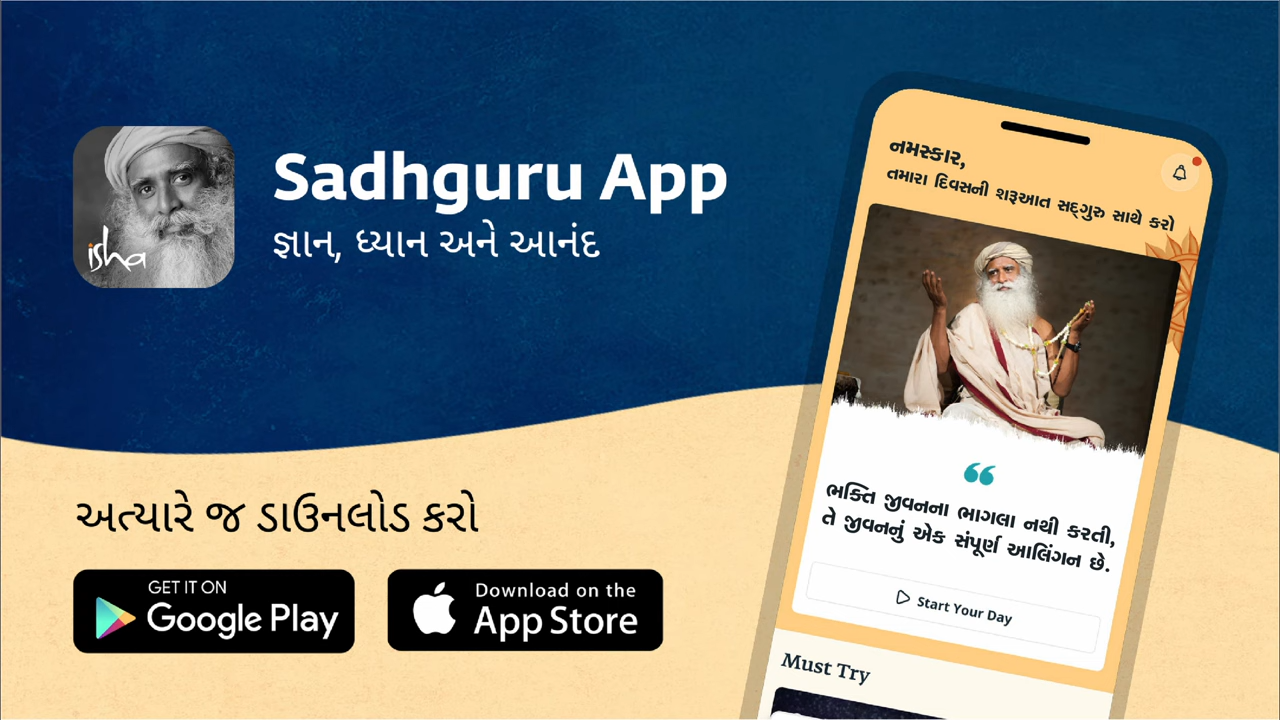 isha
Sadhguru App
જ્ઞાન, ધ્યાન અને આનંદ
અત્યારે જ ડાઉનલોડ કરો
GET IT ON
Google Play
Download on the
App Store
નમસ્કાર,
તમારા દિવસની શરૂઆત સદ્‌ગુરુ સાથે કરો
“
ભક્તિ જીવનના ભાગલા નથી કરતી,
તે જીવનનું એક સંપૂર્ણ આલિંગન છે.
Start Your Day
Must Try